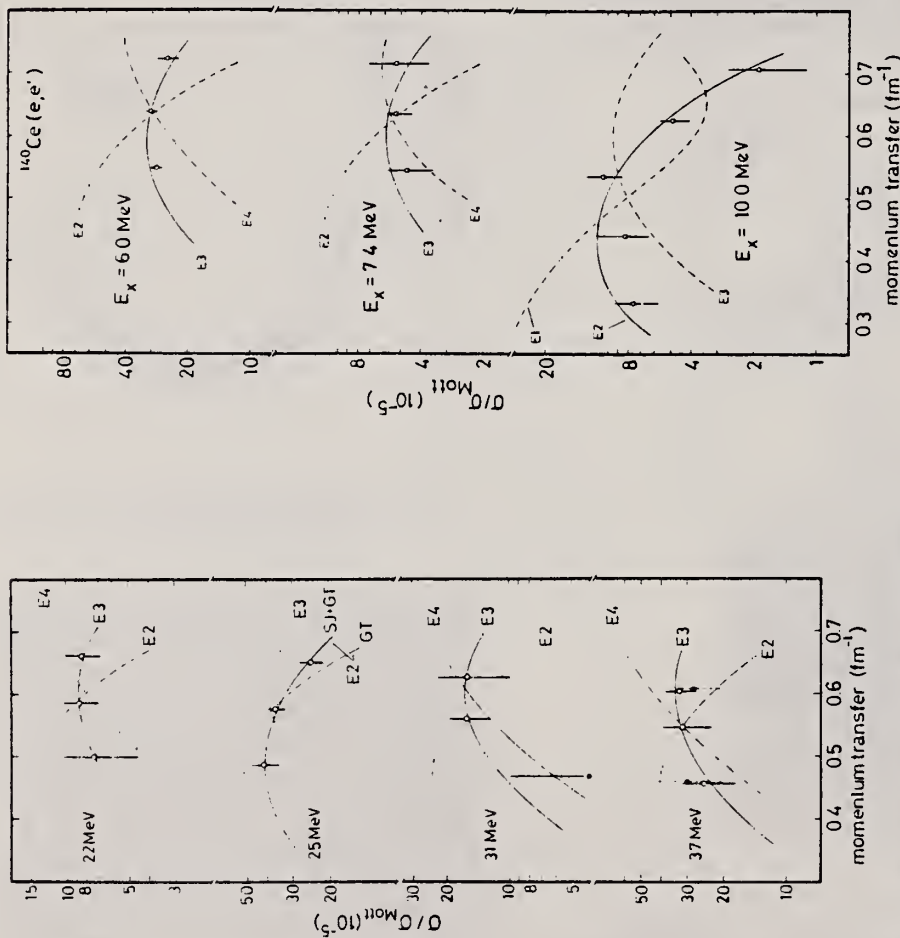 ¹⁴⁰Ce (e,e')
80
40
20
10
E2
E3
E4
Eₓ = 6.0 MeV
8
6
4
2
E2
E3
E4
Eₓ = 7.4 MeV
20
8
6
4
2
1
E1
E2
E3
Eₓ = 10.0 MeV
σ/σMott (10⁻⁵)
0.3
0.4
0.5
0.6
0.7
momentum transfer (fm⁻¹)
15
10
8
5
3
22 MeV
E4
E3
E2
30
20
10
25 MeV
E3
SJ+GT
E2
GT
30
20
10
5
31 MeV
E4
E3
E2
50
30
20
10
37 MeV
E4
E3
E2
σ/σMott (10⁻⁵)
0.4
0.5
0.6
0.7
momentum transfer (fm⁻¹)